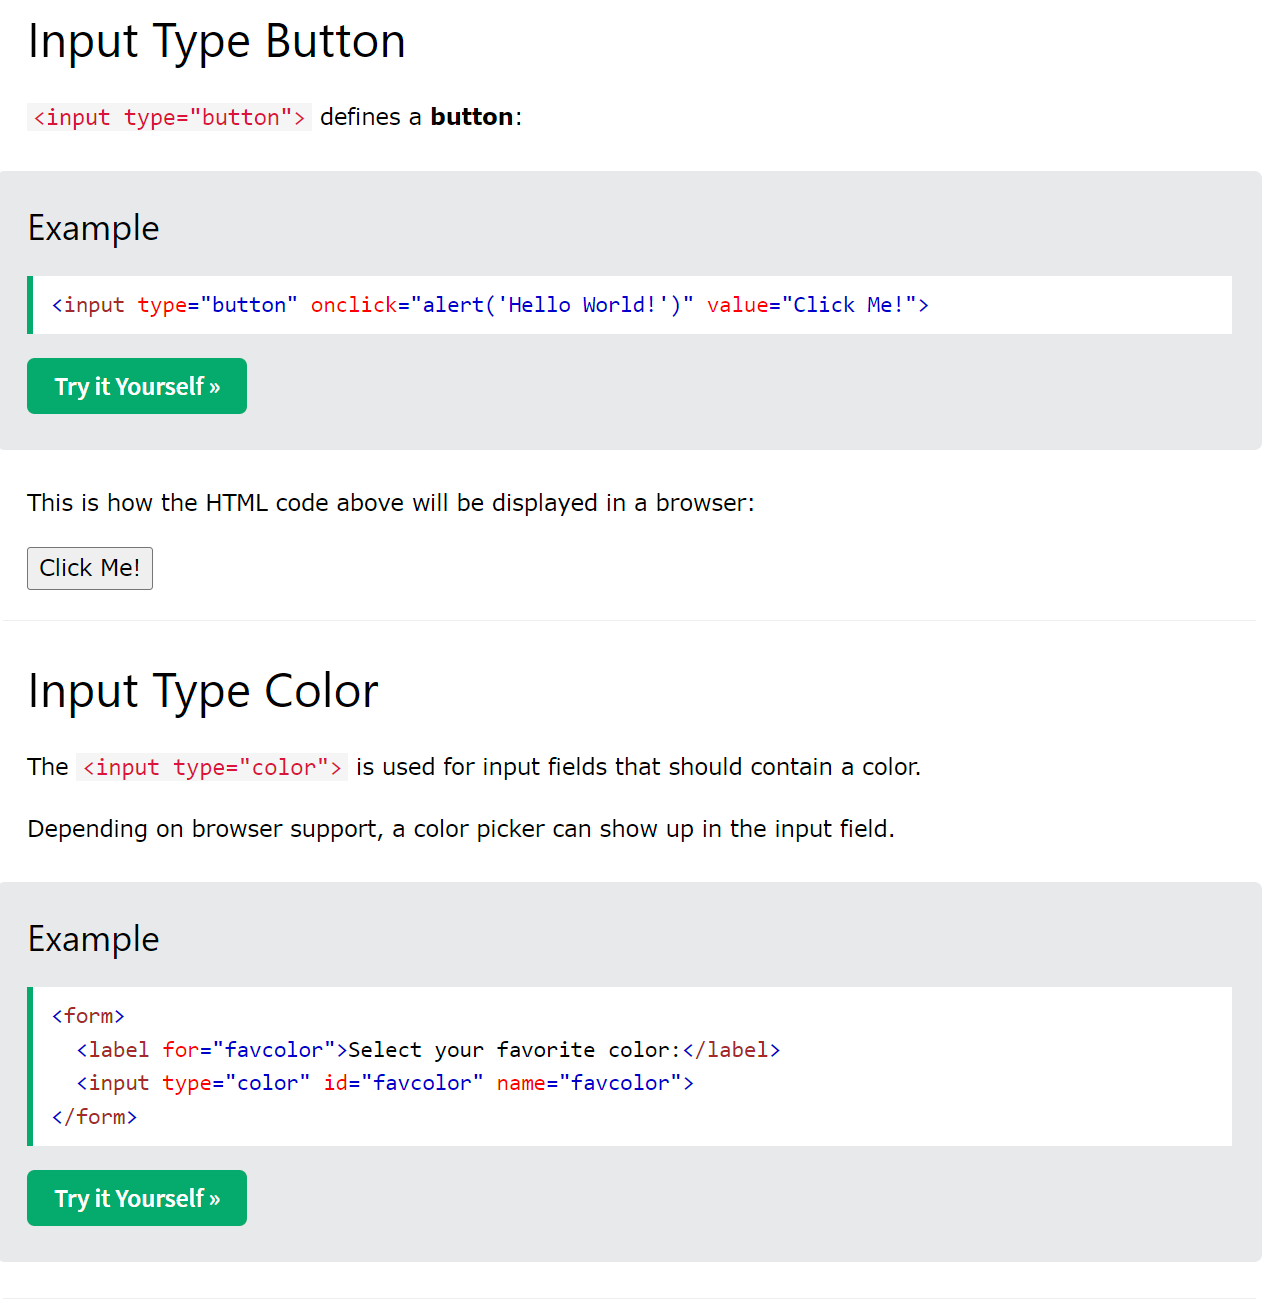 Input Type Button
<input type="button"> defines a button:
Example
<input type="button" onclick="alert('Hello World!')" value="Click Me!">
Try it Yourself »
This is how the HTML code above will be displayed in a browser:
Click Me!
Input Type Color
The <input type="color"> is used for input fields that should contain a color.
Depending on browser support, a color picker can show up in the input field.
Example
<form>
  <label for="favcolor">Select your favorite color:</label>
  <input type="color" id="favcolor" name="favcolor">
</form>
Try it Yourself »